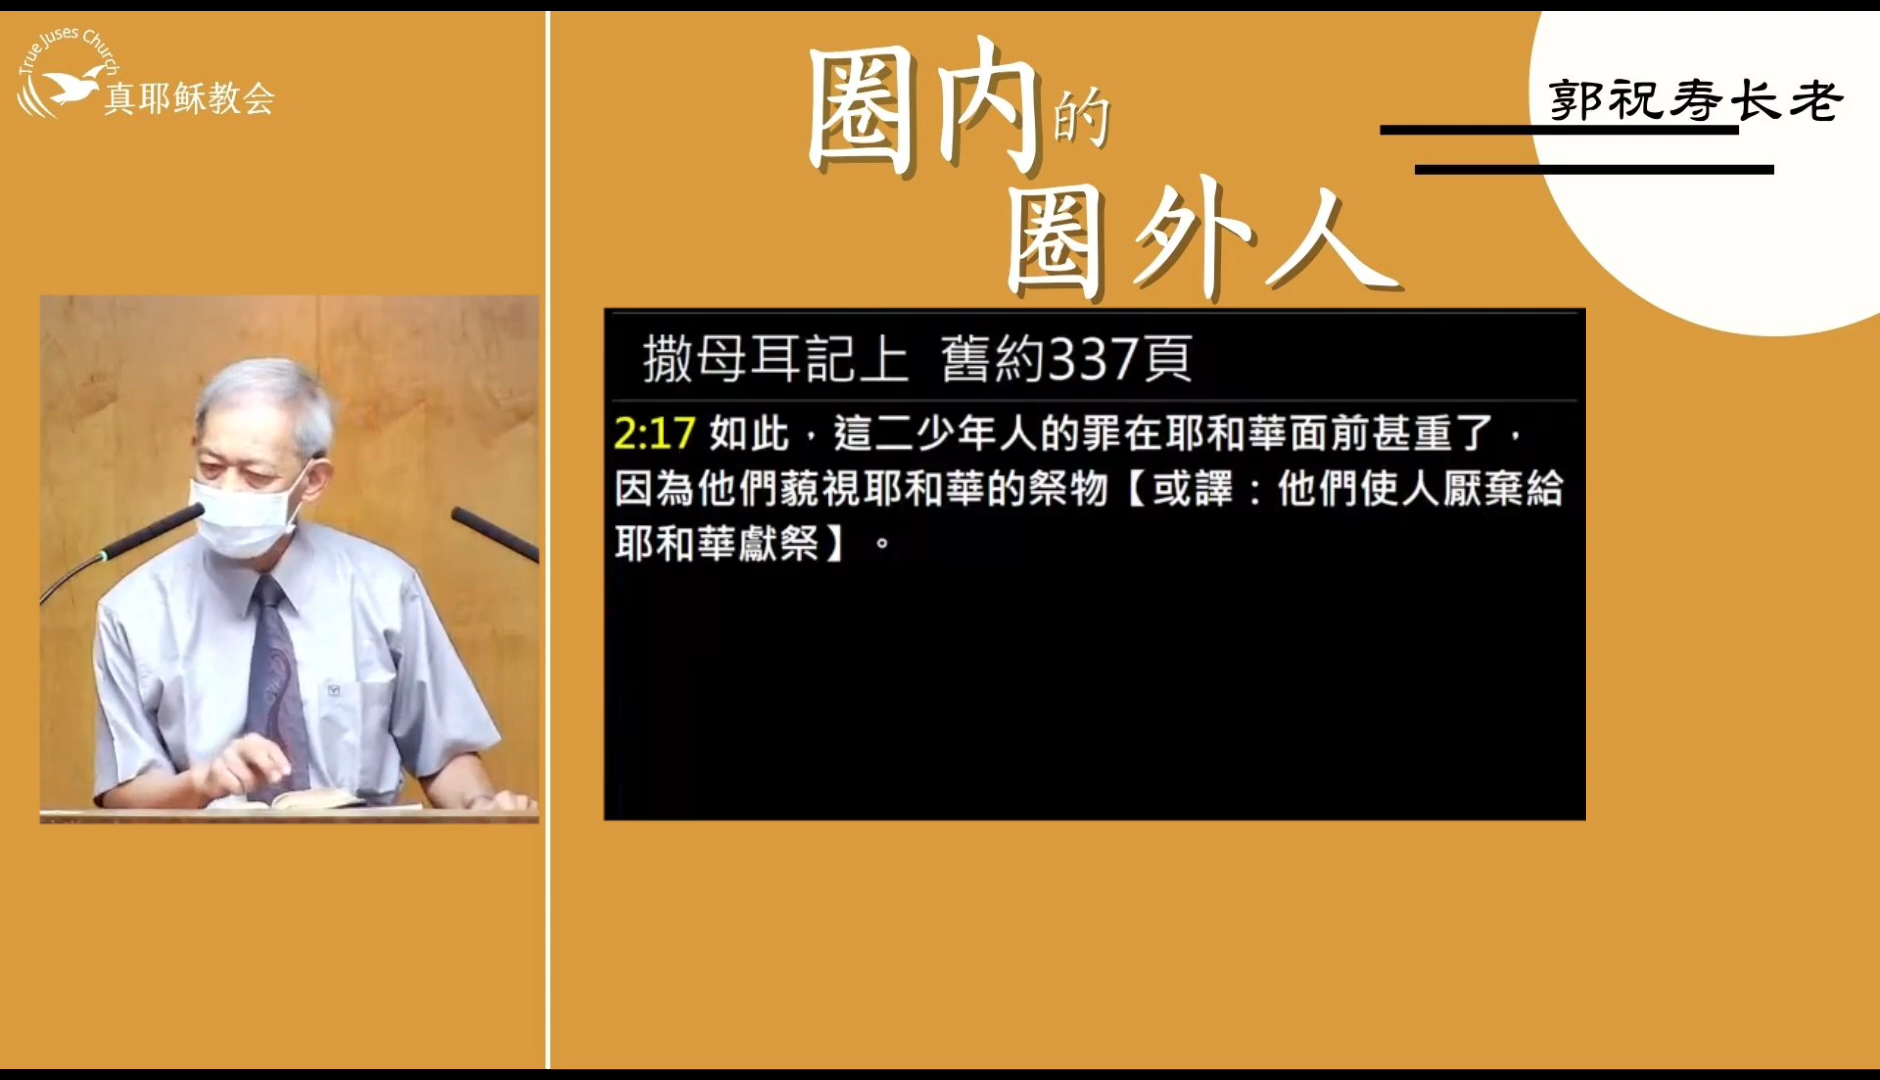 True Juses Church
真耶稣教会
圈内的
圈外人
郭祝寿长老
撒母耳記上 舊約337頁
2:17 如此，這二少年人的罪在耶和華面前甚重了，
因為他們藐視耶和華的祭物【或譯：他們使人厭棄給
耶和華獻祭】。